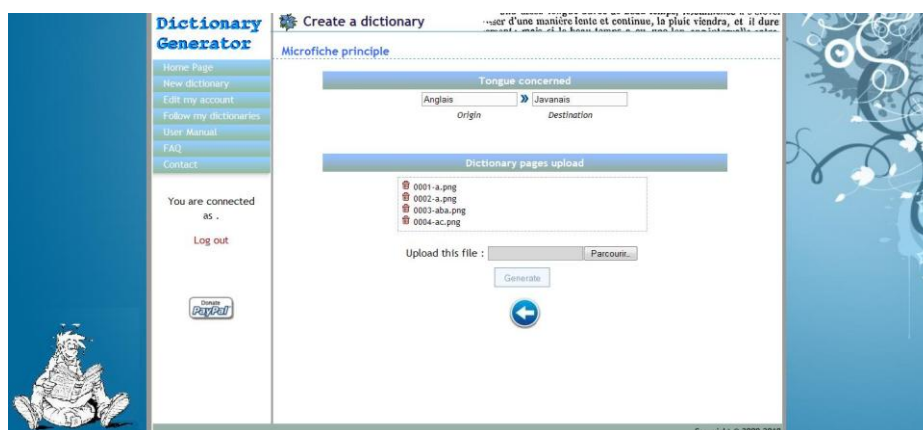 Dictionary
Generator
Home Page
New dictionary
Edit my account
Follow my dictionaries
User Manual
FAQ
Contact
You are connected
as .
Log out
Donate
PayPal
Create a dictionary
d'une manière lente et continue, la pluie viendra, et il dure
Microfiche principle
Tongue concerned
Anglais » Javanais
Origin Destination
Dictionary pages upload
0001-a.png
0002-a.png
0003-aba.png
0004-ac.png
Upload this file : Parcourir..
Generate